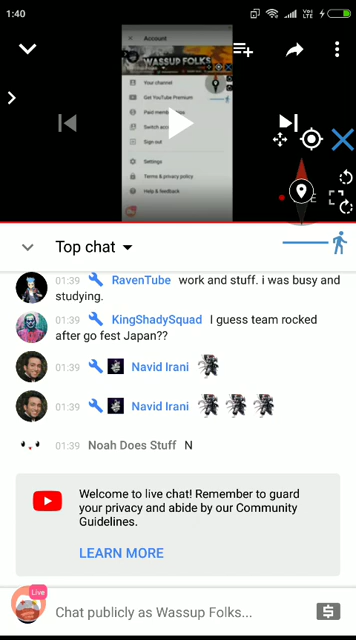 1:40
Vo)
LTE
Account
WASSUP FOLKS
Your channel
Get YouTube Premium
Paid memberships
Switch account
Sign out
Settings
Terms & privacy policy
Help & feedback
E
Top chat
01:39 RavenTube work and stuff. i was busy and
studying.
01:39 KingShadySquad I guess team rocked
after go fest Japan??
01:39 Navid Irani
01:39 Navid Irani
01:39 Noah Does Stuff N
Welcome to live chat! Remember to guard
your privacy and abide by our Community
Guidelines.
LEARN MORE
Live
Chat publicly as Wassup Folks...